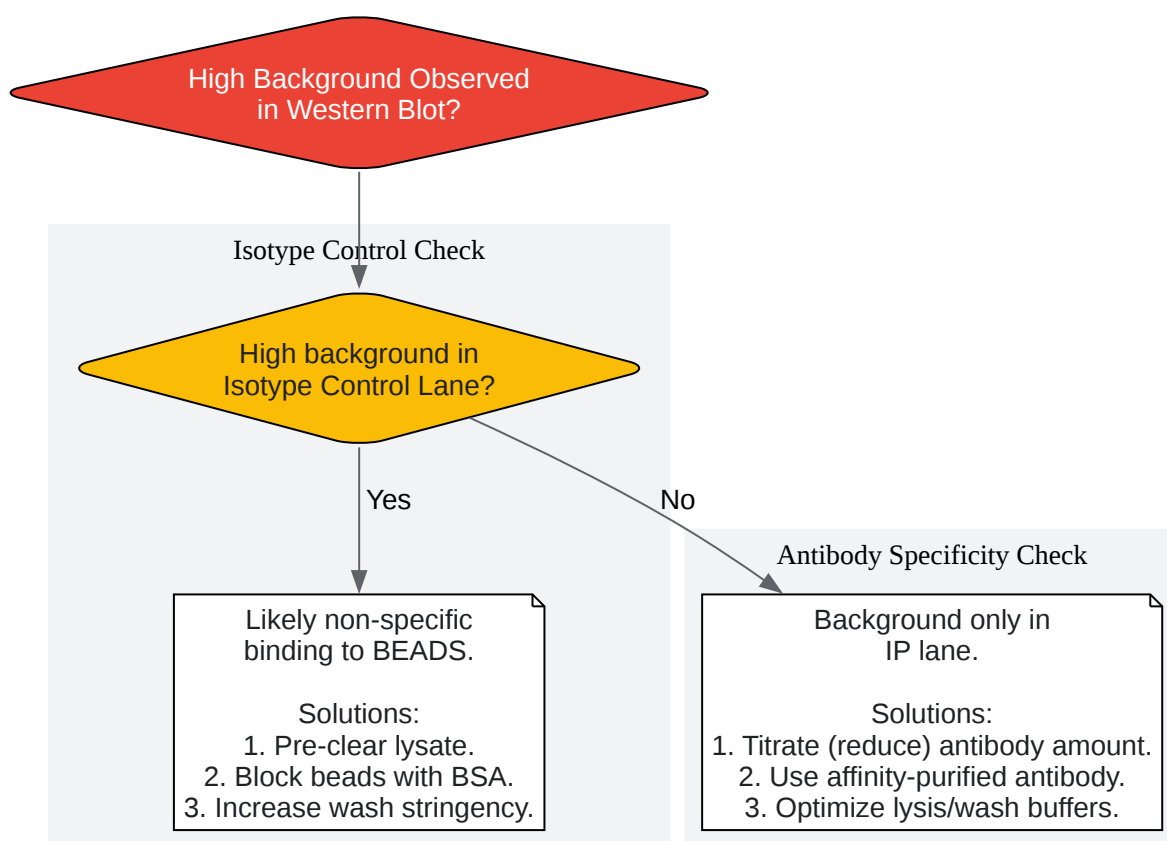 High Background Observed
in Western Blot?
Isotype Control Check
High background in
Isotype Control Lane?
Yes
No
Likely non-specific
binding to BEADS.
Solutions:
1. Pre-clear lysate.
2. Block beads with BSA.
3. Increase wash stringency.
Antibody Specificity Check
Background only in
IP lane.
Solutions:
1. Titrate (reduce) antibody amount.
2. Use affinity-purified antibody.
3. Optimize lysis/wash buffers.